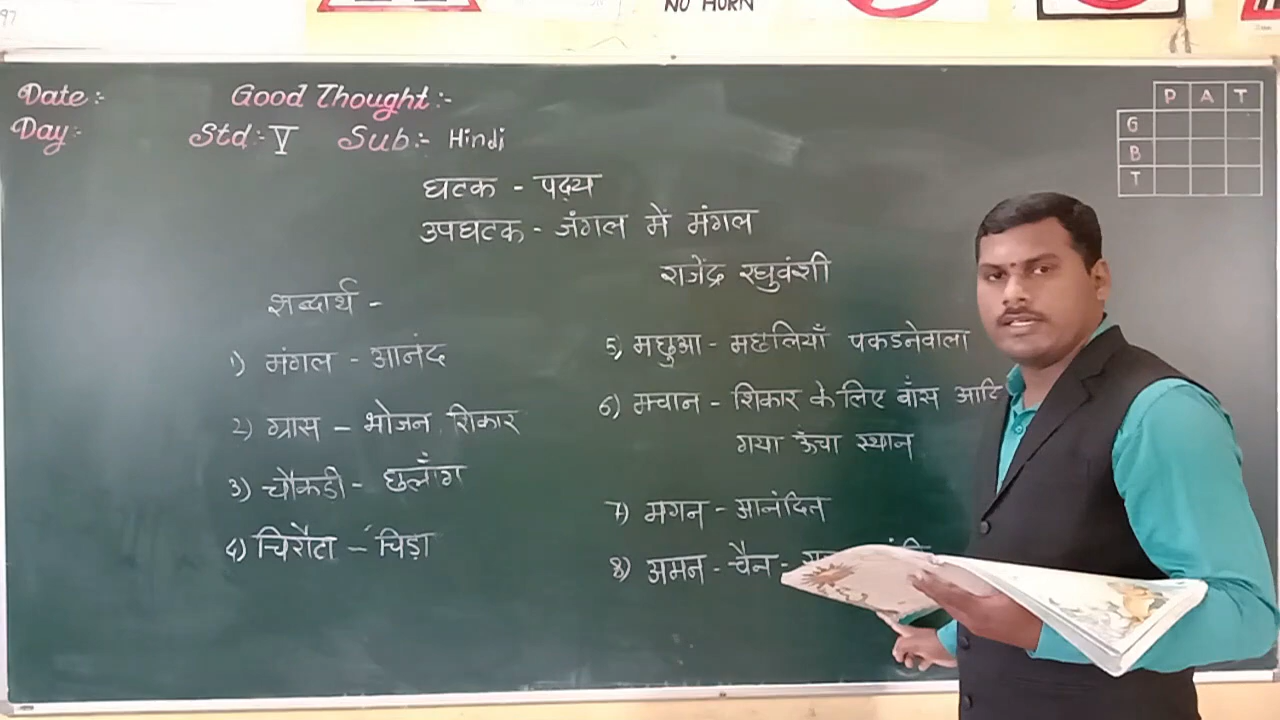 97
NO HORN
Date:-
Good Thought:-
Day:-
Std:- V Sub:- Hindi
P A T
G
B
T
घटक - पद्य
उपघटक - जंगल में मंगल
राजेंद्र रघुवंशी
शब्दार्थ -
1) मंगल - आनंद
2) ग्रास - भोजन, शिकार
3) चौकडी - छलाँग
4) चिरौटा - चिड़ा
5) मछुआ - मछलियाँ पकडनेवाला
6) मचान - शिकार के लिए बाँस आदि
गया ऊँचा स्थान
7) मगन - आनंदित
8) अमन - चैन -